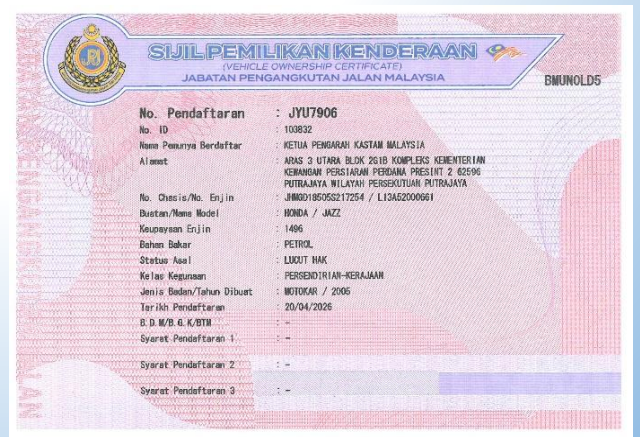 SIJIL PEMILIKAN KENDERAAN
(VEHICLE OWNERSHIP CERTIFICATE)
JABATAN PENGANGKUTAN JALAN MALAYSIA
BMUNOLD5
No. Pendaftaran : JYU7906
No. ID : 103832
Nama Pemunya Berdaftar : KETUA PENGARAH KASTAM MALAYSIA
Alamat : ARAS 3 UTARA BLOK 2G1B KOMPLEKS KEMENTERIAN
KEWANGAN PERSIARAN PERDANA PRESINT 2 62596
PUTRAJAYA WILAYAH PERSEKUTUAN PUTRAJAYA
No. Chasis/No. Enjin : JHMGD18505S217254 / L13A52000661
Buatan/Nama Model : HONDA / JAZZ
Keupayaan Enjin : 1496
Bahan Bakar : PETROL
Status Asal : LUCUT HAK
Kelas Kegunaan : PERSENDIRIAN-KERAJAAN
Jenis Badan/Tahun Dibuat : MOTOKAR / 2005
Tarikh Pendaftaran : 20/04/2026
B.D.M/B.G.K/BTM : -
Syarat Pendaftaran 1 : -
Syarat Pendaftaran 2 : -
Syarat Pendaftaran 3 : -